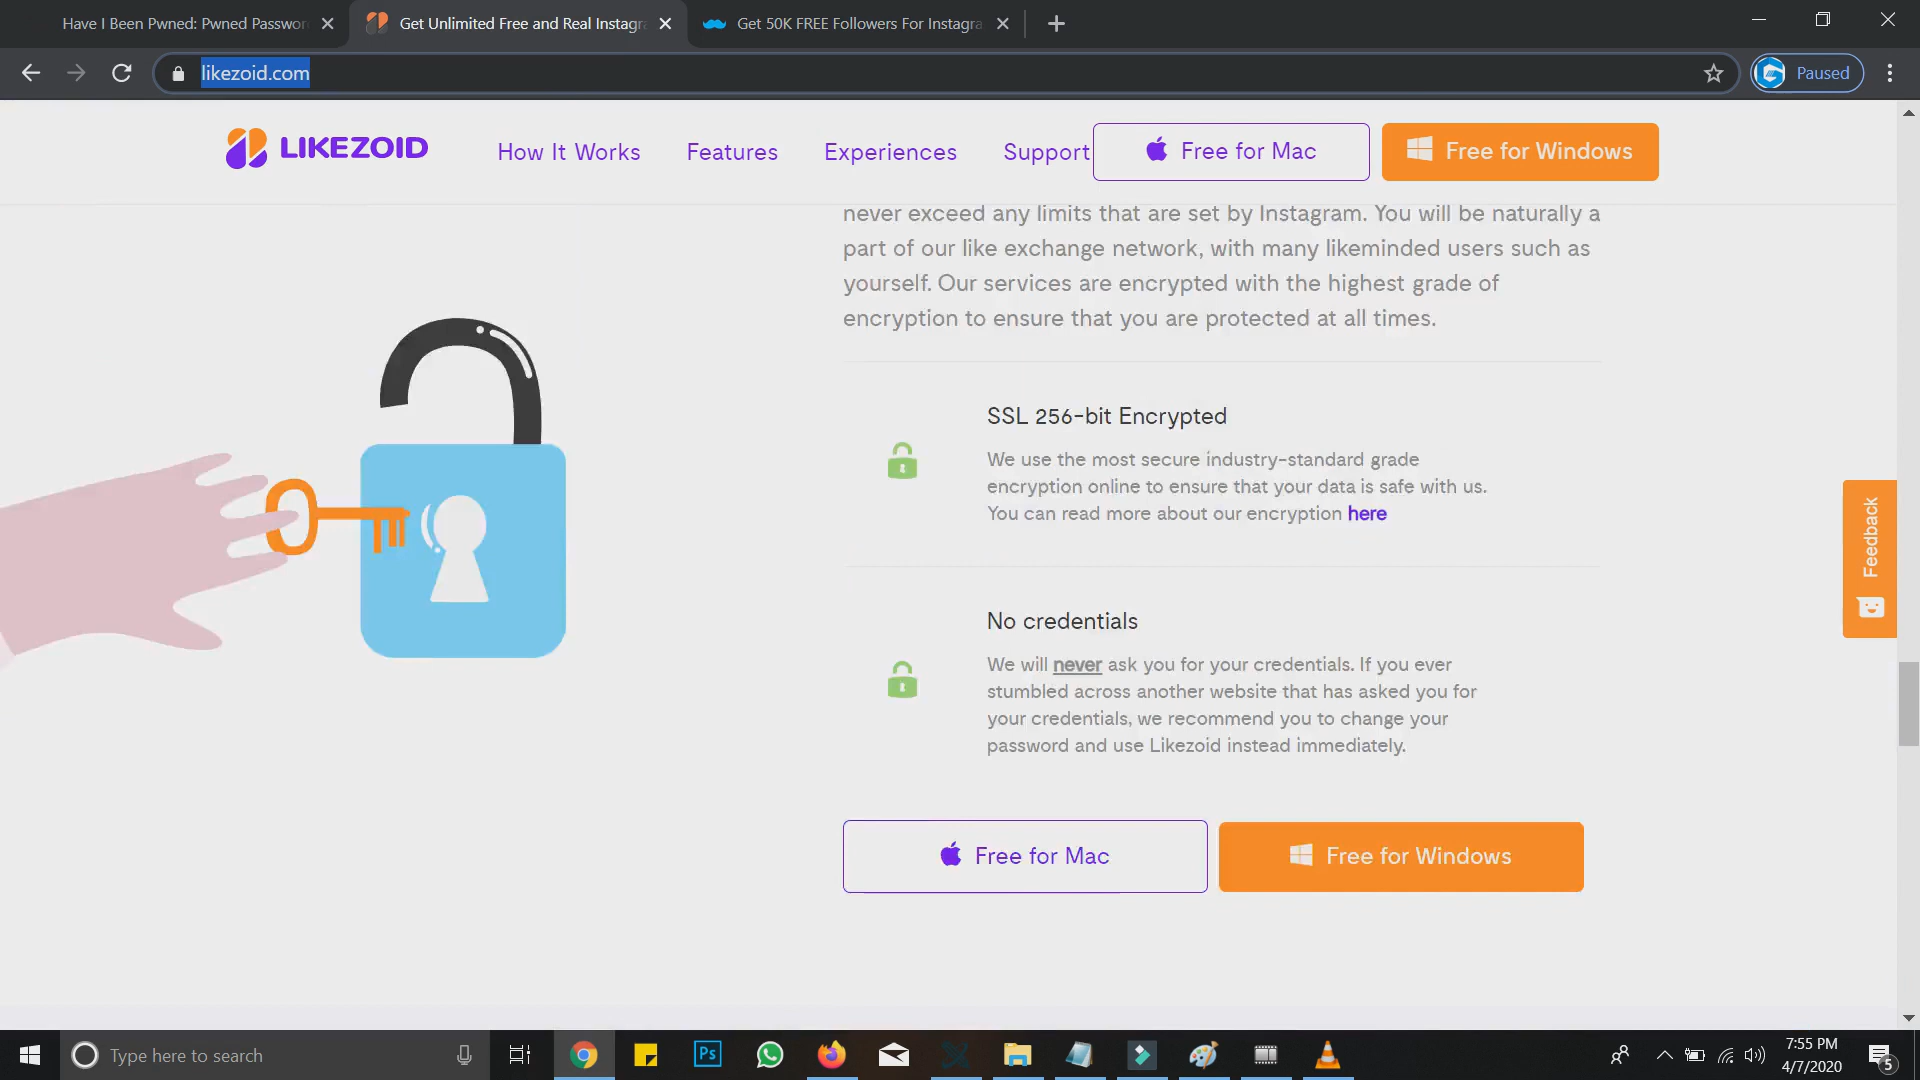 Have I Been Pwned: Pwned Passwor
Get Unlimited Free and Real Instagra
Get 50K FREE Followers For Instagra
likezoid.com
Paused
LIKEZOID
How It Works
Features
Experiences
Support
Free for Mac
Free for Windows
never exceed any limits that are set by Instagram. You will be naturally a
part of our like exchange network, with many likeminded users such as
yourself. Our services are encrypted with the highest grade of
encryption to ensure that you are protected at all times.
SSL 256-bit Encrypted
We use the most secure industry-standard grade
encryption online to ensure that your data is safe with us.
You can read more about our encryption here
Feedback
No credentials
We will never ask you for your credentials. If you ever
stumbled across another website that has asked you for
your credentials, we recommend you to change your
password and use Likezoid instead immediately.
Free for Mac
Free for Windows
Type here to search
Ps
7:55 PM
4/7/2020
5